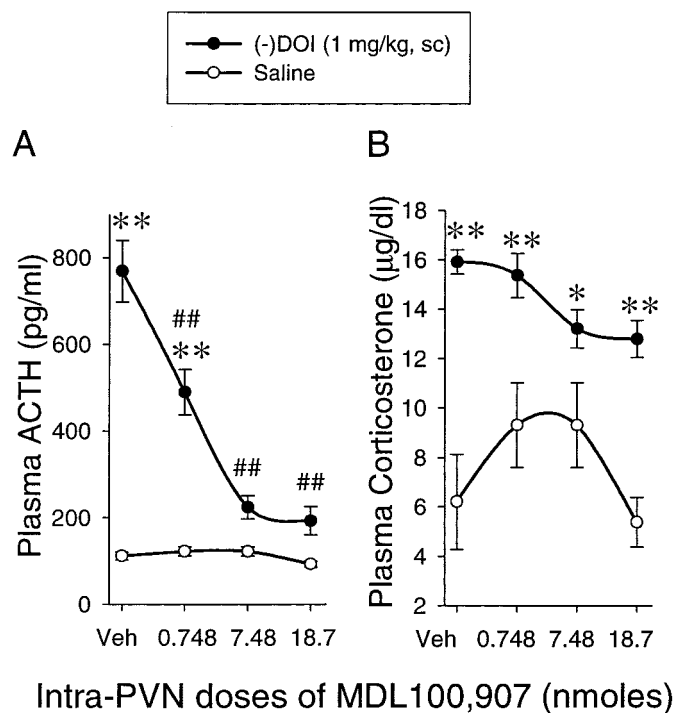 (-)DOI (1 mg/kg, sc)
Saline
A
B
Plasma ACTH (pg/ml)
800
600
400
200
0
**
##
**
##
##
Veh 0.748 7.48 18.7
Plasma Corticosterone (µg/dl)
18
16
14
12
10
8
6
4
2
**
**
*
**
Veh 0.748 7.48 18.7
Intra-PVN doses of MDL100,907 (nmoles)